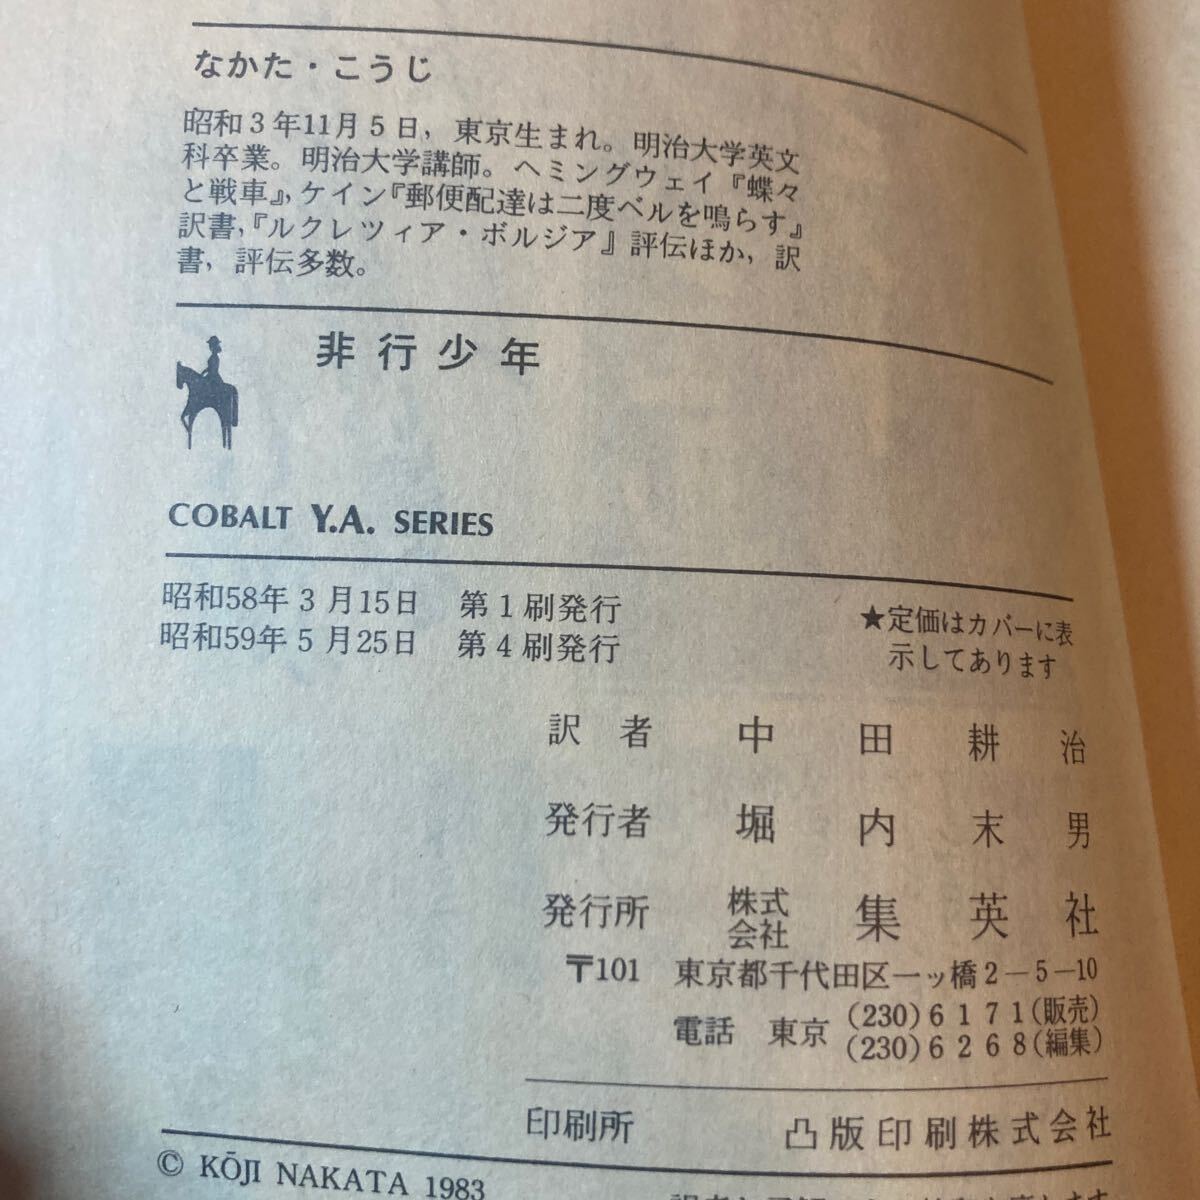 なかた・こうじ
昭和3年11月5日，東京生まれ。明治大学英文
科卒業。明治大学講師。ヘミングウェイ『蝶々
と戦車』，ケイン『郵便配達は二度ベルを鳴らす』
訳書，『ルクレツィア・ボルジア』評伝ほか，訳
書，評伝多数。
非行少年
COBALT Y.A. SERIES
昭和58年3月15日 第1刷発行
昭和59年5月25日 第4刷発行
★定価はカバーに表
示してあります
訳者 中田耕治
発行者 堀内末男
発行所 株式会社 集英社
〒101 東京都千代田区一ッ橋2－5－10
電話 東京 (230)6171(販売)
(230)6268(編集)
印刷所 凸版印刷株式会社
© KŌJI NAKATA 1983